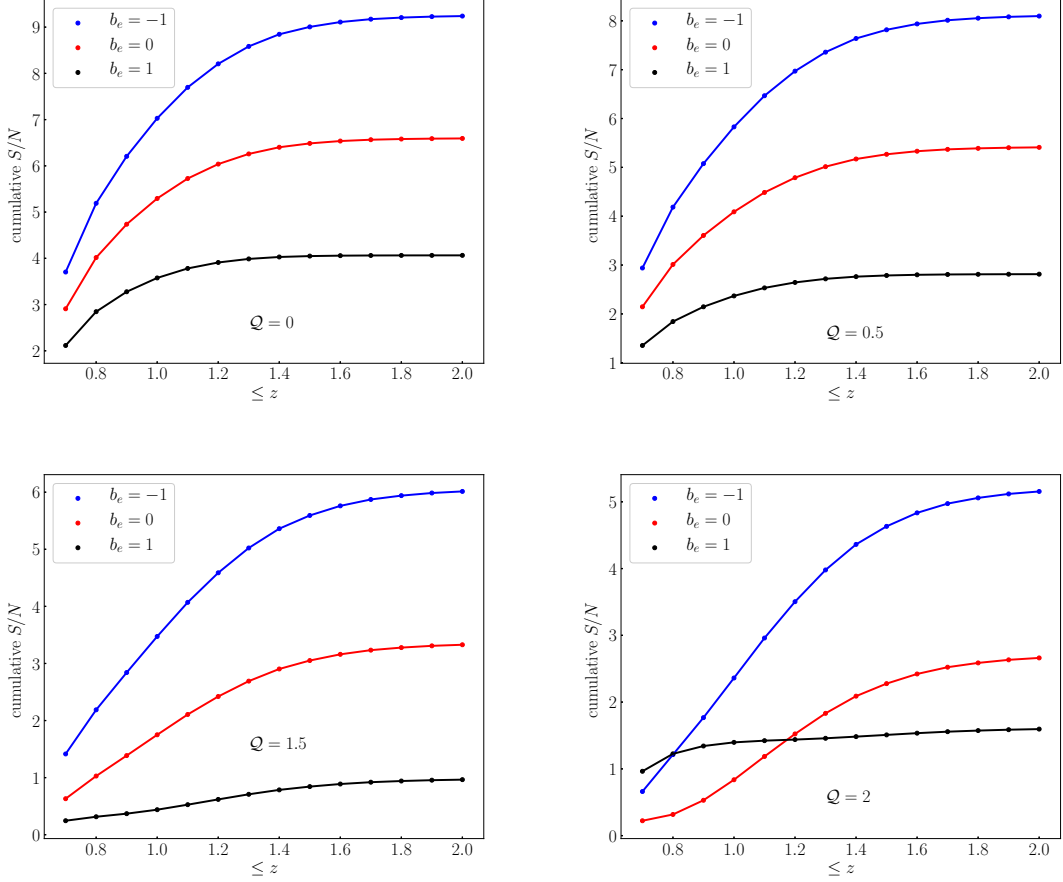 9
8
7
6
5
4
3
2
cumulative S/N
b_e = −1
b_e = 0
b_e = 1
𝒬 = 0
0.8 1.0 1.2 1.4 1.6 1.8 2.0
≤ z
8
7
6
5
4
3
2
1
cumulative S/N
b_e = −1
b_e = 0
b_e = 1
𝒬 = 0.5
0.8 1.0 1.2 1.4 1.6 1.8 2.0
≤ z
6
5
4
3
2
1
0
cumulative S/N
b_e = −1
b_e = 0
b_e = 1
𝒬 = 1.5
0.8 1.0 1.2 1.4 1.6 1.8 2.0
≤ z
5
4
3
2
1
0
cumulative S/N
b_e = −1
b_e = 0
b_e = 1
𝒬 = 2
0.8 1.0 1.2 1.4 1.6 1.8 2.0
≤ z